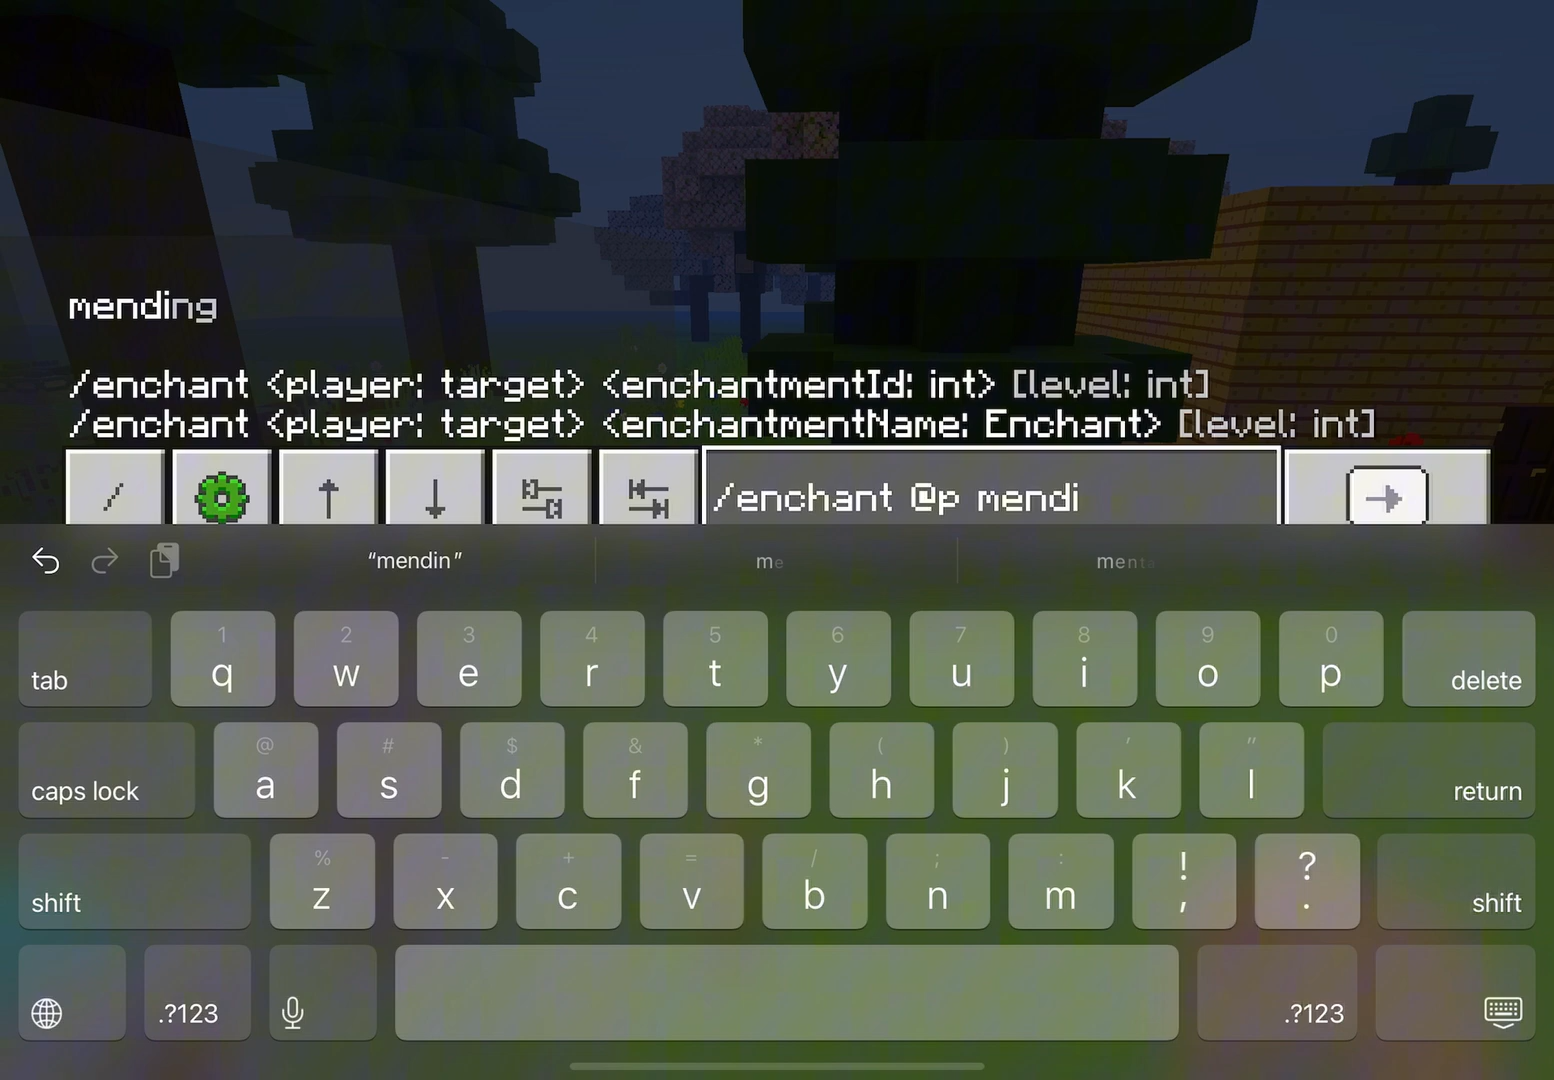 mending
/enchant <player: target> <enchantmentId: int> [level: int]
/enchant <player: target> <enchantmentName: Enchant> [level: int]
/ /enchant @p mendi
“mendin” me menta
tab 1 q 2 w 3 e 4 r 5 t 6 y 7 u 8 i 9 o 0 p delete
caps lock @ a # s $ d & f * g ( h ) j ' k " l return
shift % z - x + c = v / b ; n : m ! , ? . shift
.?123 .?123